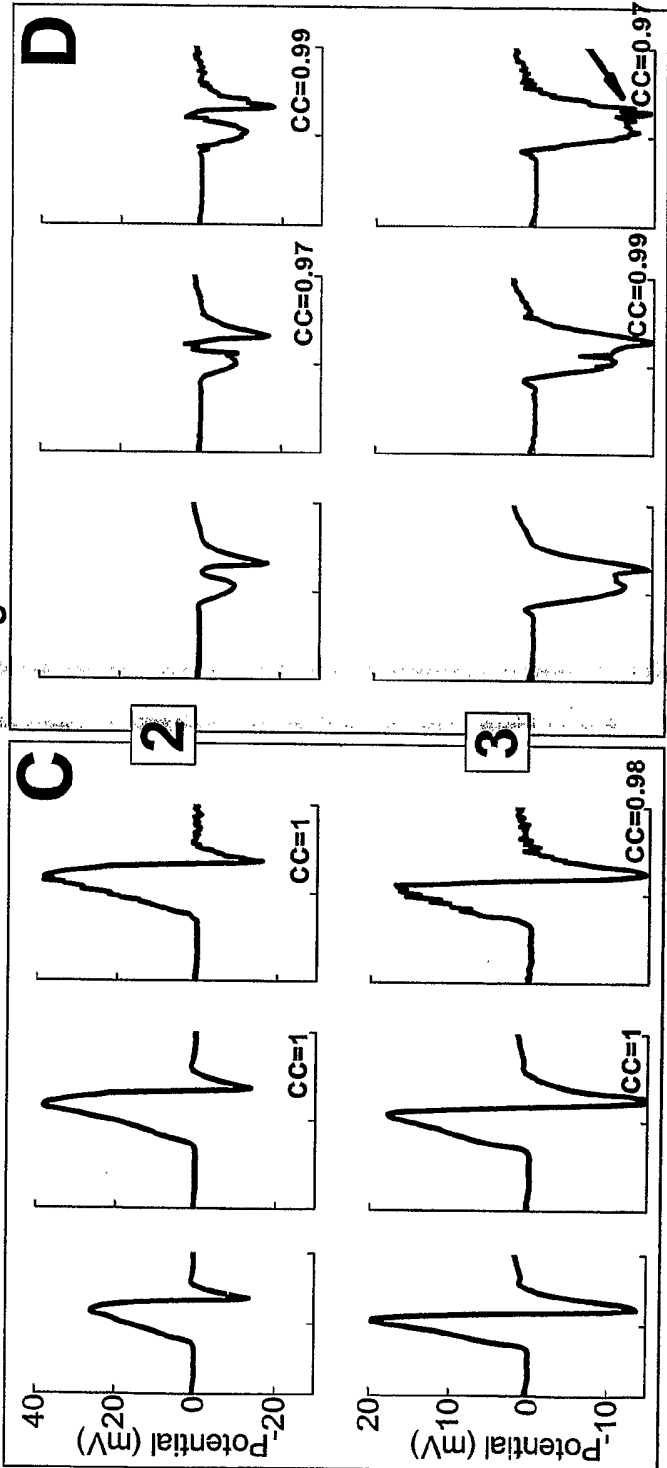 C
D
2
-Potential (mV)
40
20
0
-20
CC=1
CC=1
CC=0.97
CC=0.99
3
-Potential (mV)
20
10
0
-10
CC=1
CC=0.98
CC=0.99
CC=0.97